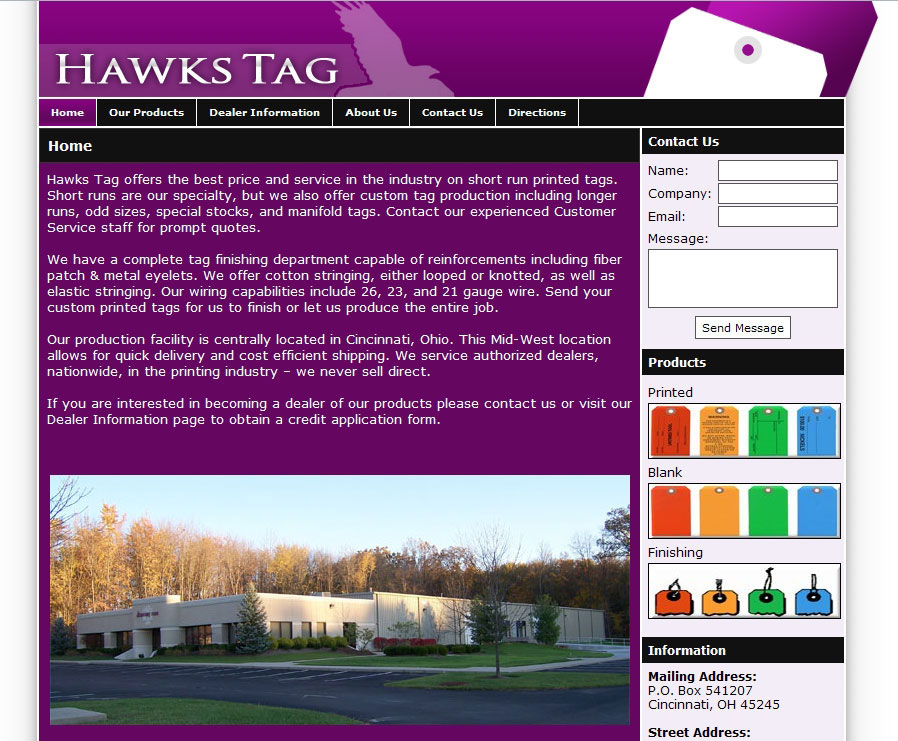 HAWKS TAG
Home
Our Products
Dealer Information
About Us
Contact Us
Directions
Home
Hawks Tag offers the best price and service in the industry on short run printed tags.
Short runs are our specialty, but we also offer custom tag production including longer
runs, odd sizes, special stocks, and manifold tags. Contact our experienced Customer
Service staff for prompt quotes.
We have a complete tag finishing department capable of reinforcements including fiber
patch & metal eyelets. We offer cotton stringing, either looped or knotted, as well as
elastic stringing. Our wiring capabilities include 26, 23, and 21 gauge wire. Send your
custom printed tags for us to finish or let us produce the entire job.
Our production facility is centrally located in Cincinnati, Ohio. This Mid-West location
allows for quick delivery and cost efficient shipping. We service authorized dealers,
nationwide, in the printing industry – we never sell direct.
If you are interested in becoming a dealer of our products please contact us or visit our
Dealer Information page to obtain a credit application form.
Contact Us
Name:
Company:
Email:
Message:
Send Message
Products
Printed
Blank
Finishing
Information
Mailing Address:
P.O. Box 541207
Cincinnati, OH 45245
Street Address: